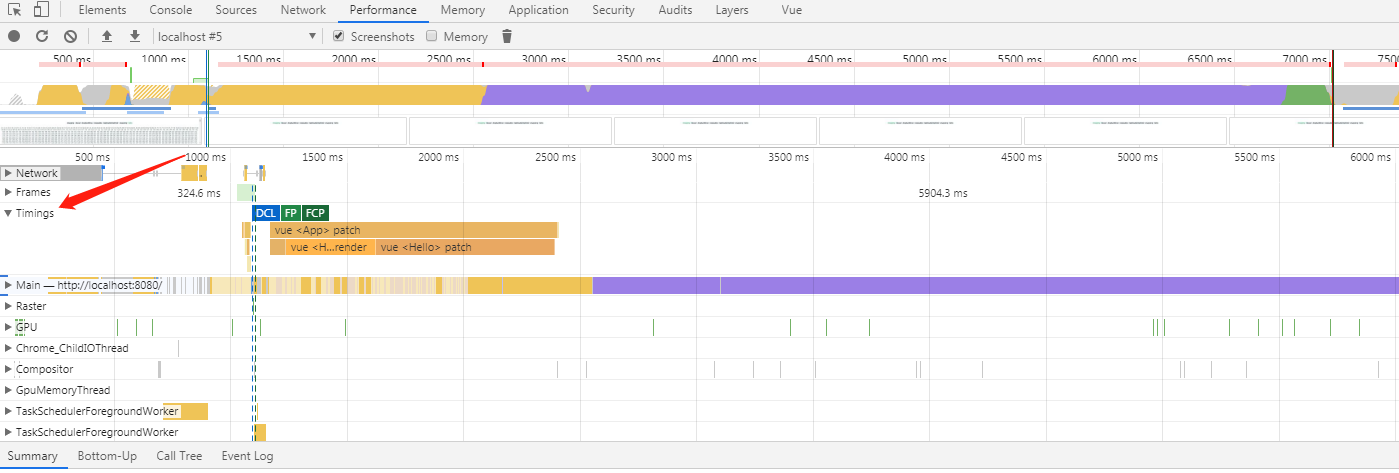 Elements Console Sources Network Performance Memory Application Security Audits Layers Vue
localhost #5 Screenshots Memory
500 ms 1000 ms 1500 ms 2000 ms 2500 ms 3000 ms 3500 ms 4000 ms 4500 ms 5000 ms 5500 ms 6000 ms 6500 ms 7000 ms
500 ms 1000 ms 1500 ms 2000 ms 2500 ms 3000 ms 3500 ms 4000 ms 4500 ms 5000 ms 5500 ms 6000 ms
Network
Frames 324.6 ms 5904.3 ms
Timings DCL FP FCP
vue <App> patch
vue <H...render vue <Hello> patch
Main — http://localhost:8080/
Raster
GPU
Chrome_ChildIOThread
Compositor
GpuMemoryThread
TaskSchedulerForegroundWorker
TaskSchedulerForegroundWorker
Summary Bottom-Up Call Tree Event Log